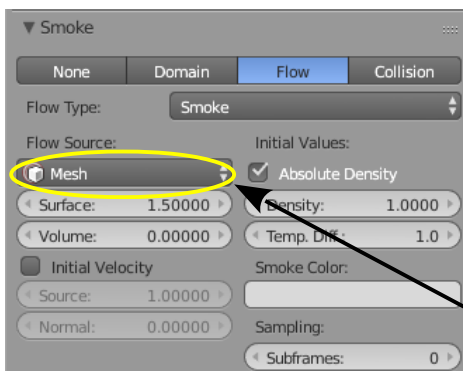 Smoke
None Domain Flow Collision
Flow Type: Smoke
Flow Source: Initial Values:
Mesh Absolute Density
Surface: 1.50000 Density: 1.0000
Volume: 0.00000 Temp. Diff.: 1.0
Initial Velocity Smoke Color:
Source: 1.00000
Normal: 0.00000 Sampling:
Subframes: 0